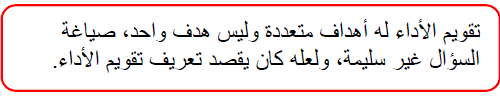 تقويم الأداء له أهداف متعددة وليس هدف واحد، صياغة
السؤال غير سليمة، ولعله كان يقصد تعريف تقويم الأداء.